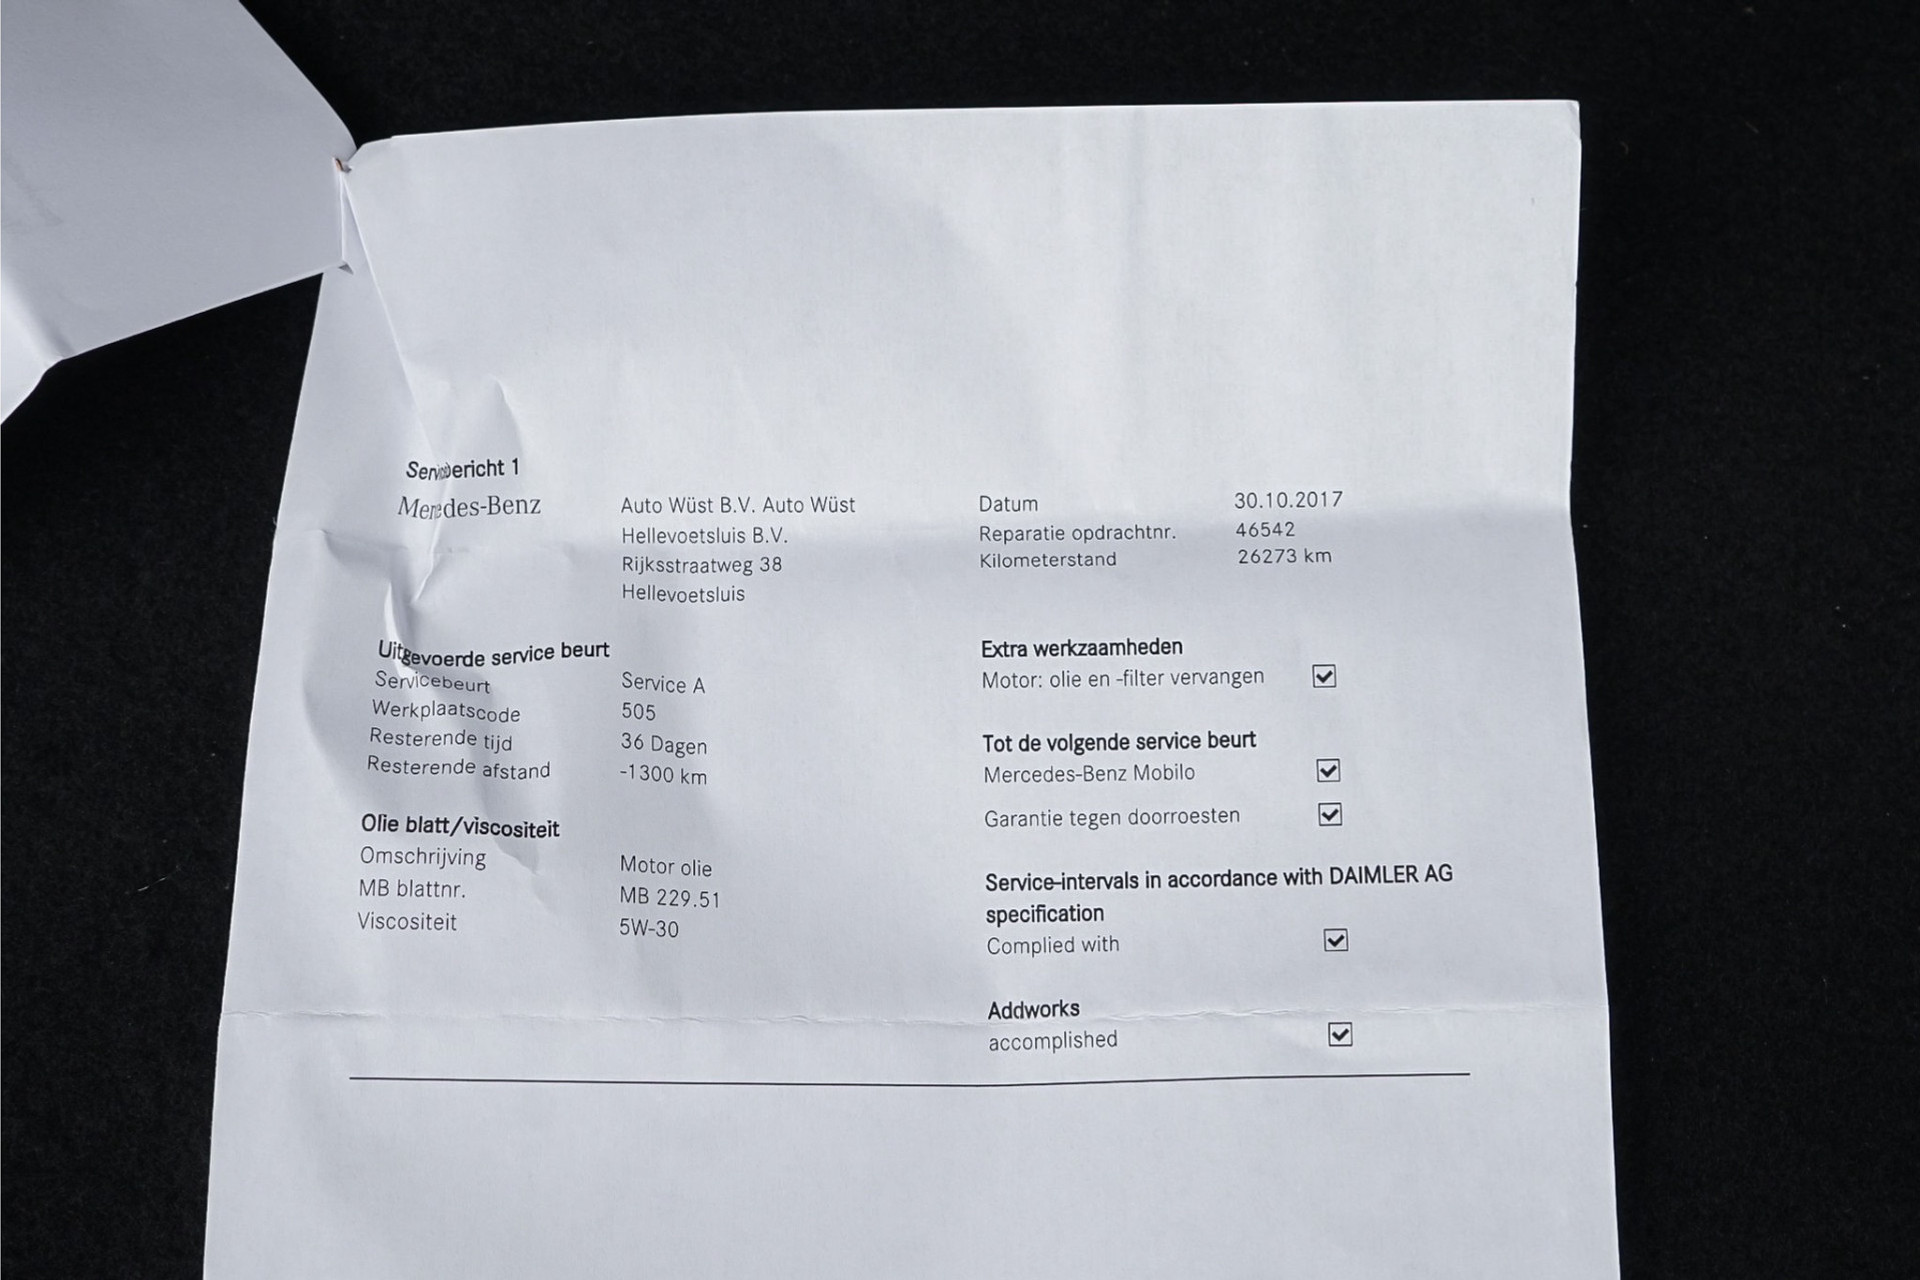 Servicebericht 1
Mercedes-Benz
Auto Wüst B.V. Auto Wüst
Hellevoetsluis B.V.
Rijksstraatweg 38
Hellevoetsluis
Datum 30.10.2017
Reparatie opdrachtnr. 46542
Kilometerstand 26273 km
Uitgevoerde service beurt
Servicebeurt Service A
Werkplaatscode 505
Resterende tijd 36 Dagen
Resterende afstand -1300 km
Olie blatt/viscositeit
Omschrijving Motor olie
MB blattnr. MB 229.51
Viscositeit 5W-30
Extra werkzaamheden
Motor: olie en -filter vervangen
Tot de volgende service beurt
Mercedes-Benz Mobilo
Garantie tegen doorroesten
Service-intervals in accordance with DAIMLER AG
specification
Complied with
Addworks
accomplished